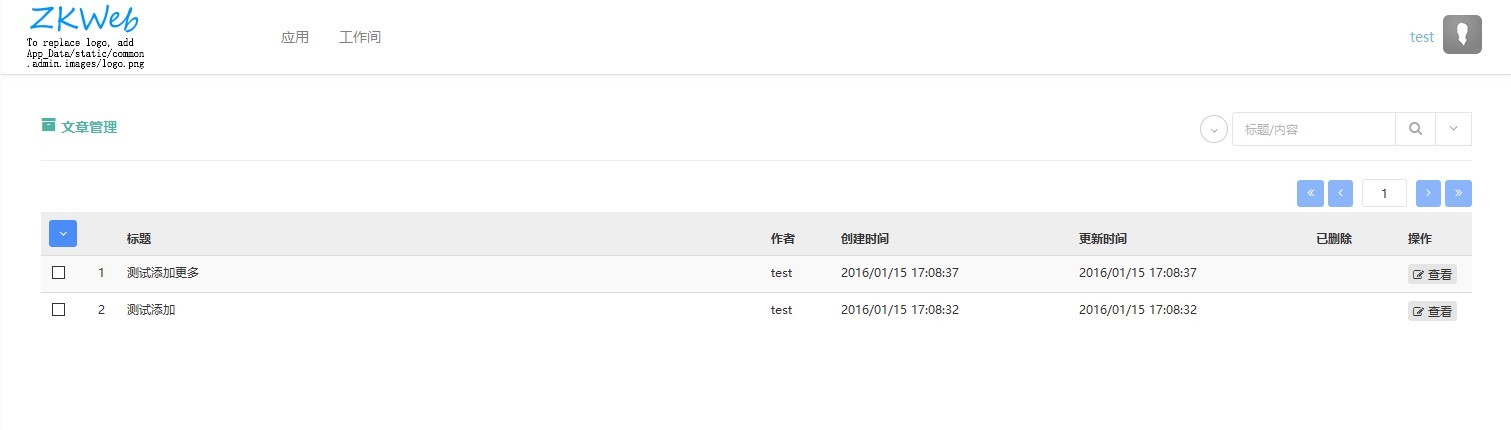 ZKWeb
To replace logo, add
App_Data/static/common
.admin.images/logo.png
应用 工作间
test
文章管理
标题/内容
1
标题 作者 创建时间 更新时间 已删除 操作
1 测试添加更多 test 2016/01/15 17:08:37 2016/01/15 17:08:37 查看
2 测试添加 test 2016/01/15 17:08:32 2016/01/15 17:08:32 查看